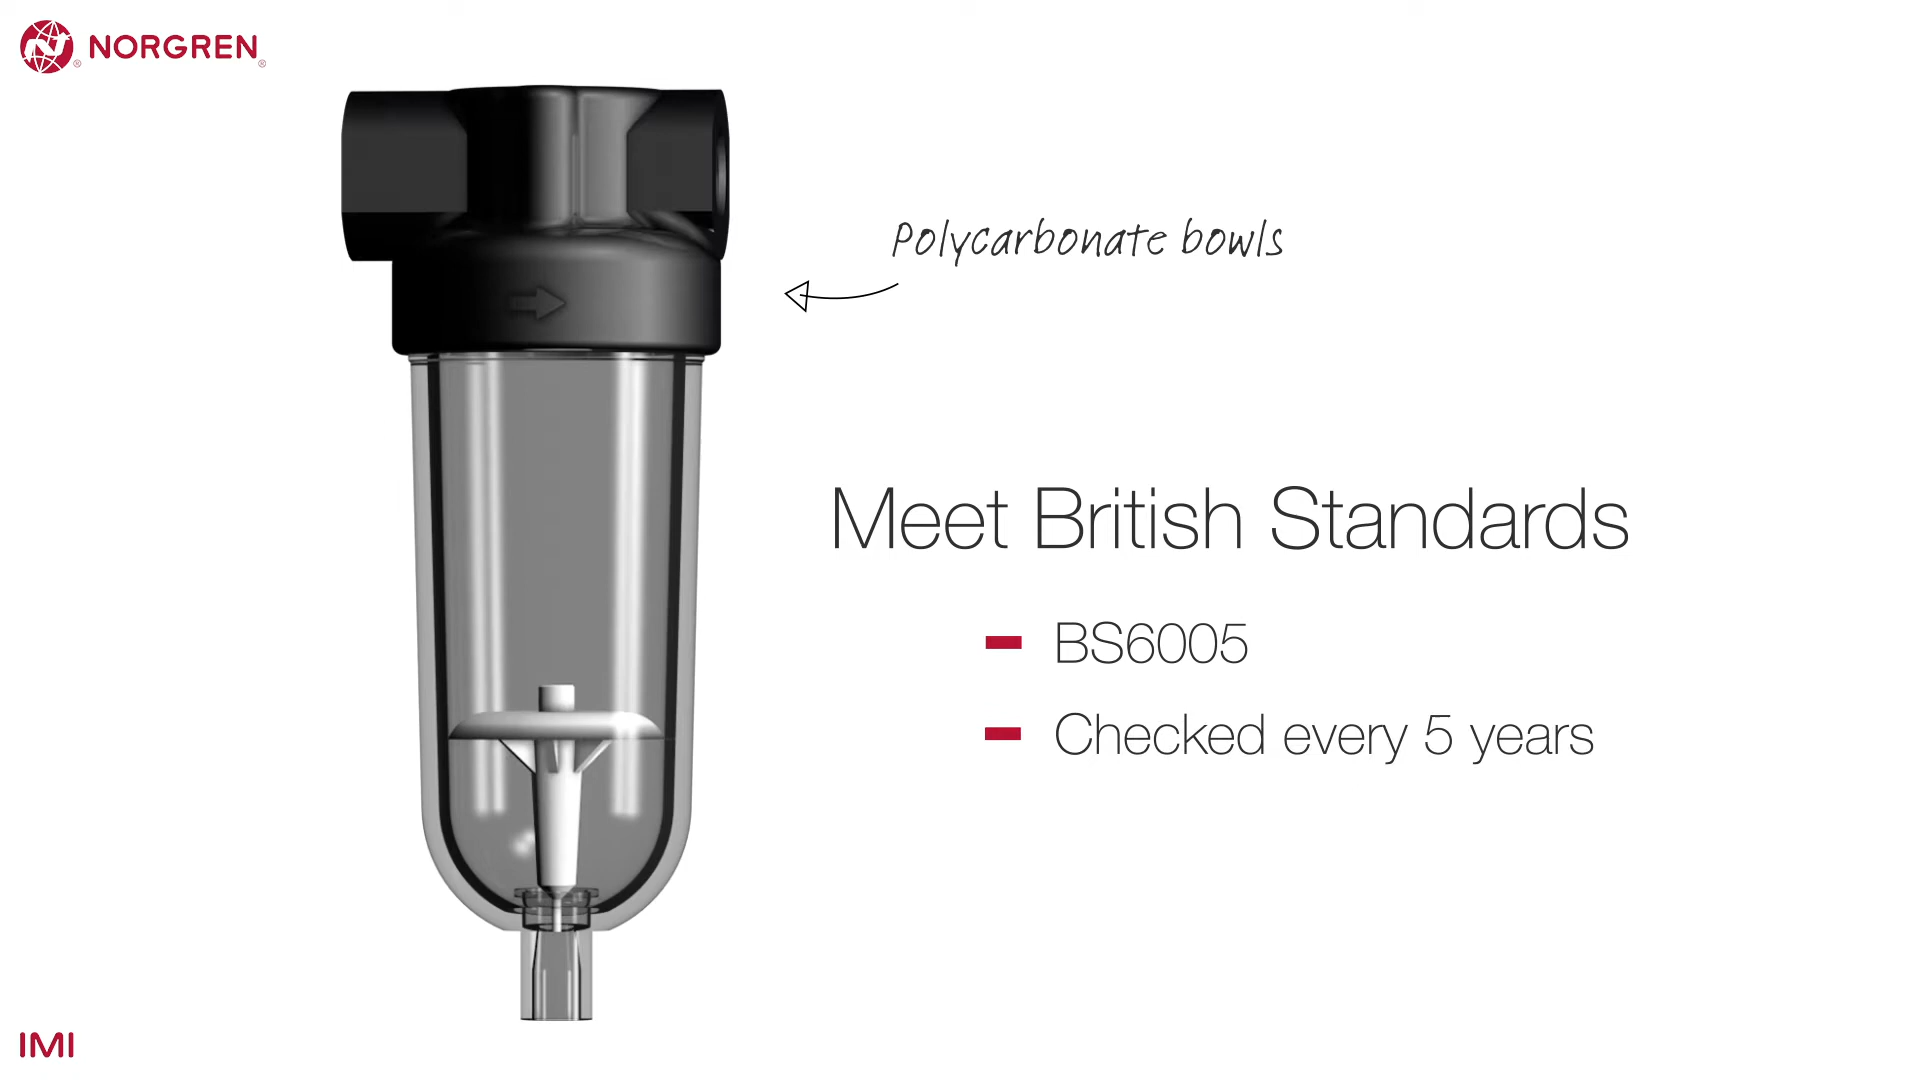 NORGREN
Polycarbonate bowls
Meet British Standards
BS6005
Checked every 5 years
IMI